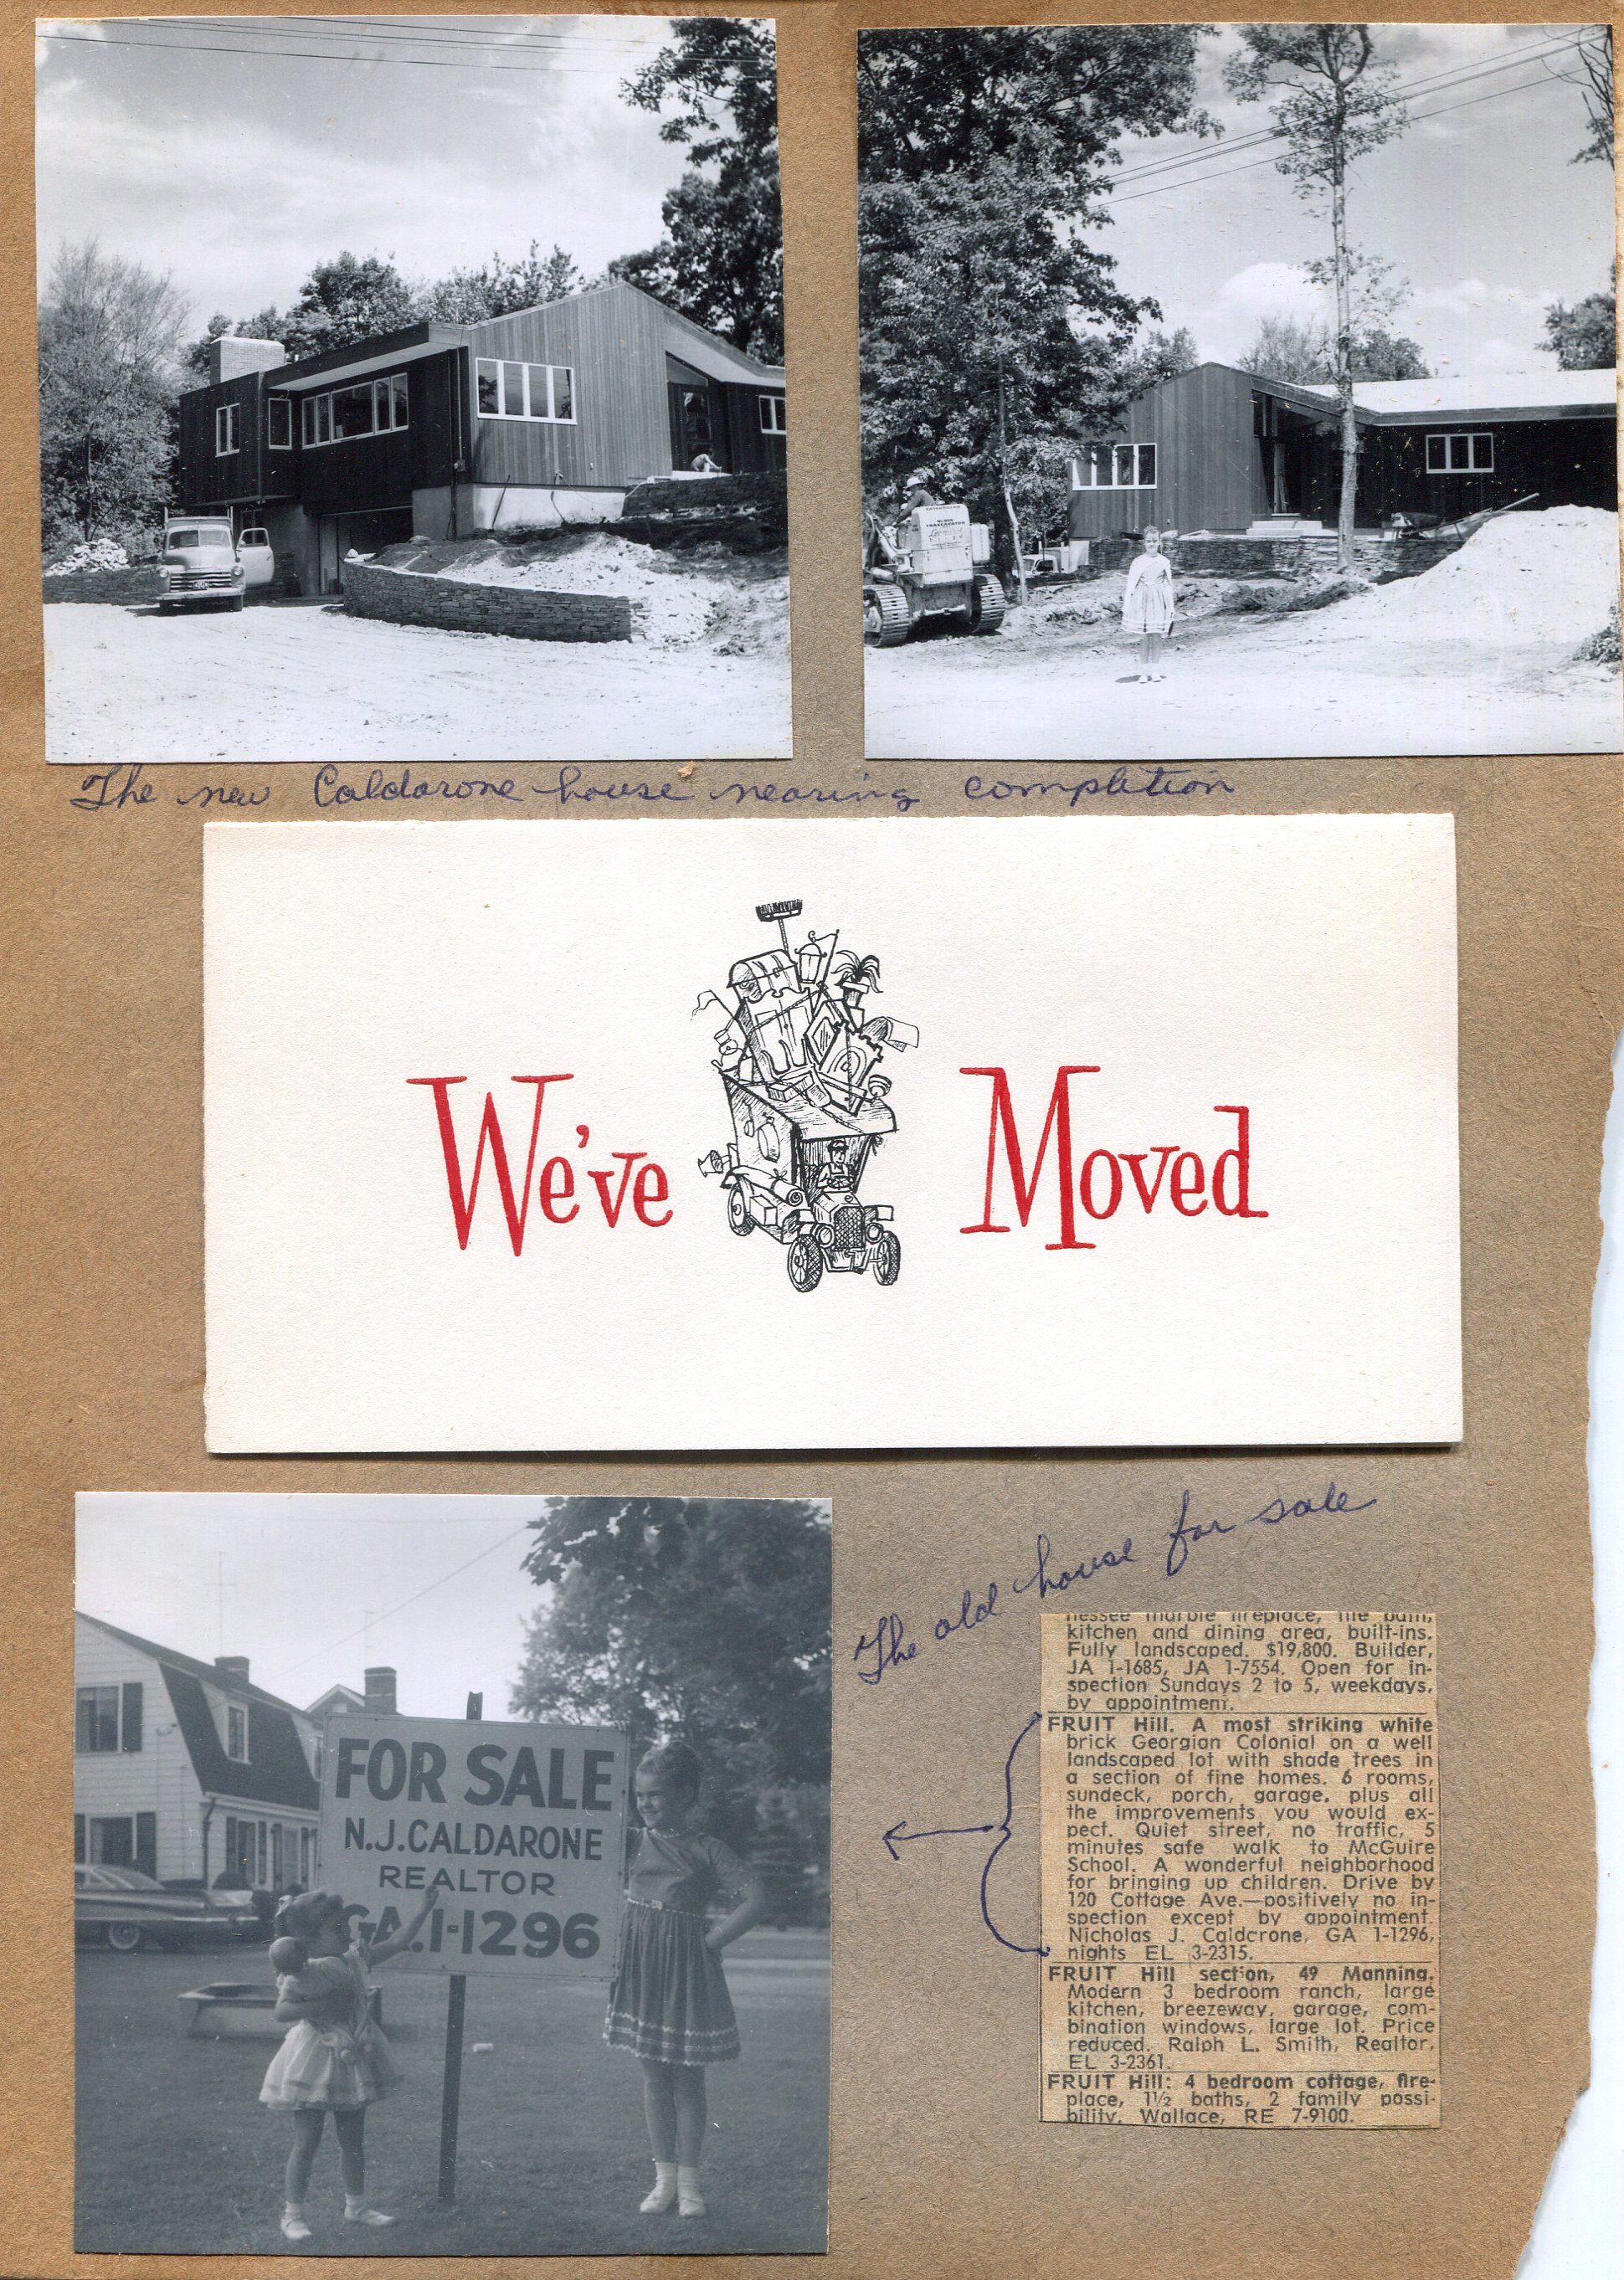 The new Caldarone house nearing completion
We've Moved
The old house for sale
FOR SALE
N.J. CALDARONE
REALTOR
GA.1-1296
nessee marble fireplace, tile bath,
kitchen and dining area, built-ins.
Fully landscaped. $19,800. Builder,
JA 1-1685, JA 1-7554. Open for in-
spection Sundays 2 to 5, weekdays,
by appointment.
FRUIT Hill. A most striking white
brick Georgian Colonial on a well
landscaped lot with shade trees in
a section of fine homes. 6 rooms,
sundeck, porch, garage, plus all
the improvements you would ex-
pect. Quiet street, no traffic, 5
minutes safe walk to McGuire
School. A wonderful neighborhood
for bringing up children. Drive by
120 Cottage Ave.—positively no in-
spection except by appointment.
Nicholas J. Caldcrone, GA 1-1296,
nights EL 3-2315.
FRUIT Hill section, 49 Manning.
Modern 3 bedroom ranch, large
kitchen, breezeway, garage, com-
bination windows, large lot. Price
reduced. Ralph L. Smith, Realtor,
EL 3-2361.
FRUIT Hill: 4 bedroom cottage, fire-
place, 1½ baths, 2 family possi-
bility. Wallace, RE 7-9100.